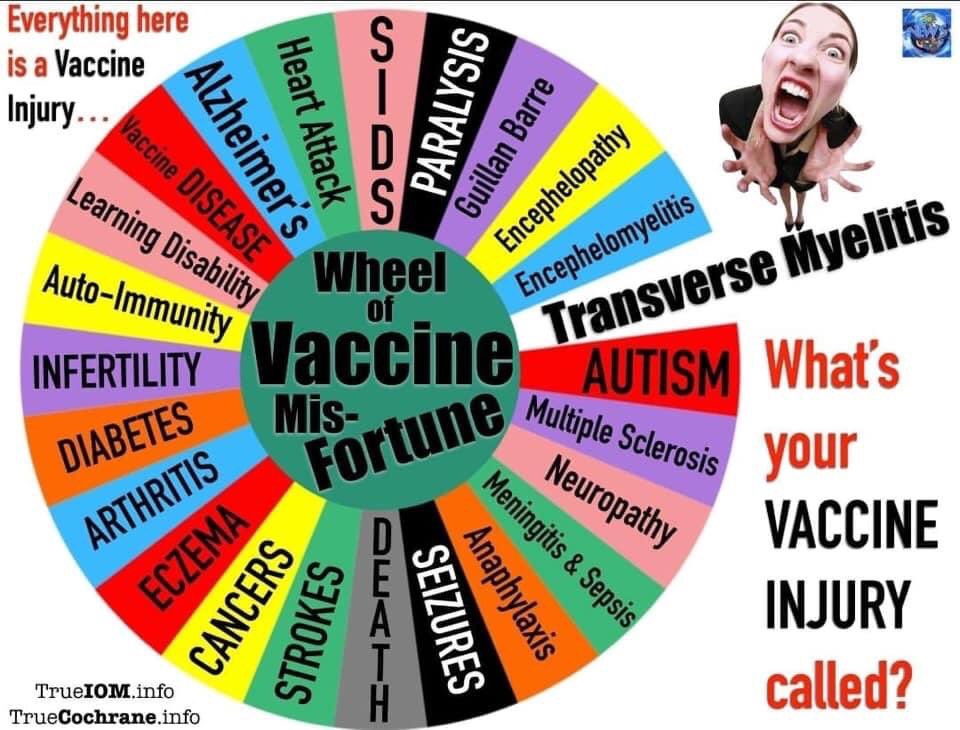 Everything here
is a Vaccine
Injury...
NEWS
SIDS
PARALYSIS
Guillan Barre
Encephelopathy
Encephelomyelitis
Transverse Myelitis
AUTISM
Multiple Sclerosis
Neuropathy
Meningitis & Sepsis
Anaphylaxis
SEIZURES
DEATH
STROKES
CANCERS
ECZEMA
ARTHRITIS
DIABETES
INFERTILITY
Auto-Immunity
Learning Disability
Vaccine DISEASE
Alzheimer's
Heart Attack
Wheel
of
Vaccine
Mis-
Fortune
What's
your
VACCINE
INJURY
called?
TrueIOM.info
TrueCochrane.info